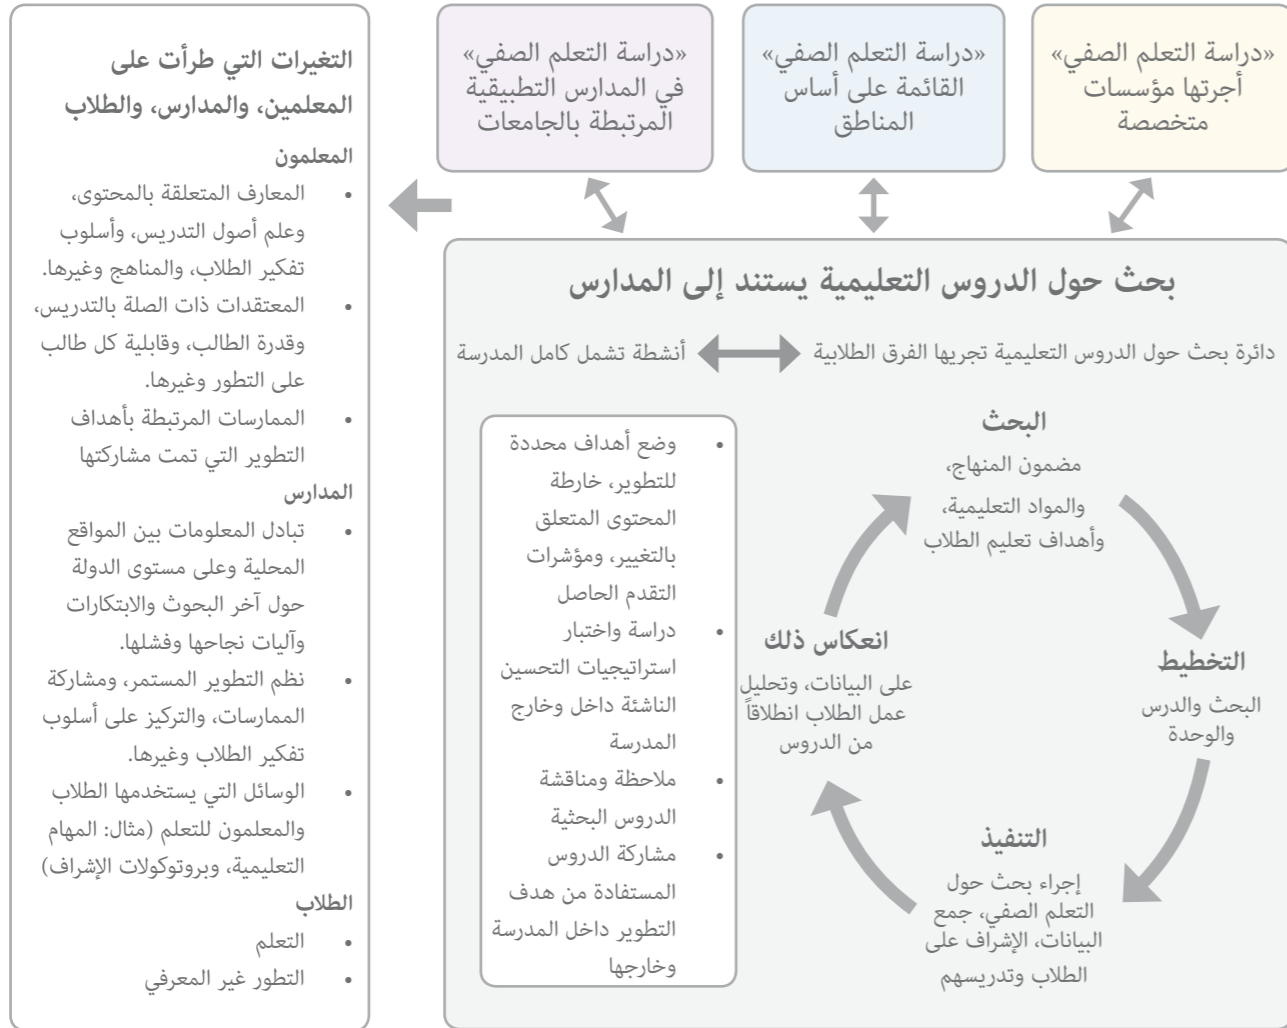 «دراسة التعلم الصفي»
أجرتها مؤسسات
متخصصة
«دراسة التعلم الصفي»
القائمة على أساس
المناطق
«دراسة التعلم الصفي»
في المدارس التطبيقية
المرتبطة بالجامعات
بحث حول الدروس التعليمية يستند إلى المدارس
دائرة بحث حول الدروس التعليمية تجريها الفرق الطلابية
أنشطة تشمل كامل المدرسة
البحث
مضمون المنهاج،
والمواد التعليمية،
وأهداف تعليم الطلاب
التخطيط
البحث والدرس
والوحدة
التنفيذ
إجراء بحث حول
التعلم الصفي، جمع
البيانات، الإشراف على
الطلاب وتدريسهم
انعكاس ذلك
على البيانات، وتحليل
عمل الطلاب انطلاقاً
من الدروس
• وضع أهداف محددة
للتطوير، خارطة
المحتوى المتعلق
بالتغيير، ومؤشرات
التقدم الحاصل
• دراسة واختبار
استراتيجيات التحسين
الناشئة داخل وخارج
المدرسة
• ملاحظة ومناقشة
الدروس البحثية
• مشاركة الدروس
المستفادة من هدف
التطوير داخل المدرسة
وخارجها
التغيرات التي طرأت على
المعلمين، والمدارس، والطلاب
المعلمون
• المعارف المتعلقة بالمحتوى،
وعلم أصول التدريس، وأسلوب
تفكير الطلاب، والمناهج وغيرها.
• المعتقدات ذات الصلة بالتدريس،
وقدرة الطالب، وقابلية كل طالب
على التطور وغيرها.
• الممارسات المرتبطة بأهداف
التطوير التي تمت مشاركتها
المدارس
• تبادل المعلومات بين المواقع
المحلية وعلى مستوى الدولة
حول آخر البحوث والابتكارات
وآليات نجاحها وفشلها.
• نظم التطوير المستمر، ومشاركة
الممارسات، والتركيز على أسلوب
تفكير الطلاب وغيرها.
• الوسائل التي يستخدمها الطلاب
والمعلمون للتعلم (مثال: المهام
التعليمية، وبروتوكولات الإشراف)
الطلاب
• التعلم
• التطور غير المعرفي